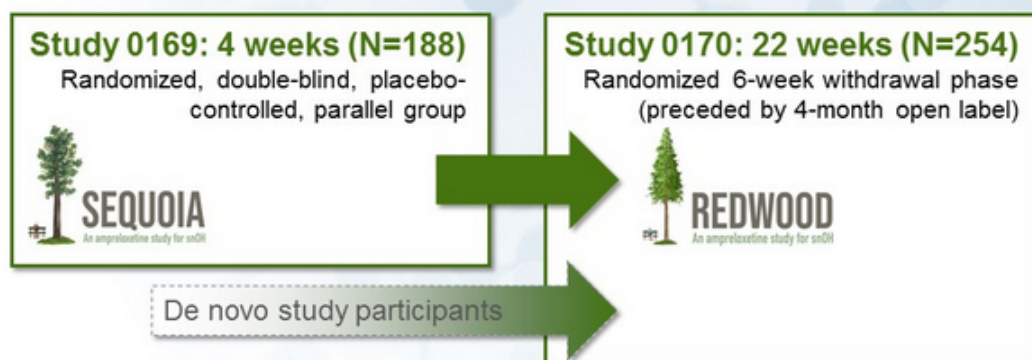 Study 0169: 4 weeks (N=188)
Randomized, double-blind, placebo-
controlled, parallel group
SEQUOIA
An ampreloxetine study for snOH
Study 0170: 22 weeks (N=254)
Randomized 6-week withdrawal phase
(preceded by 4-month open label)
REDWOOD
An ampreloxetine study for snOH
De novo study participants